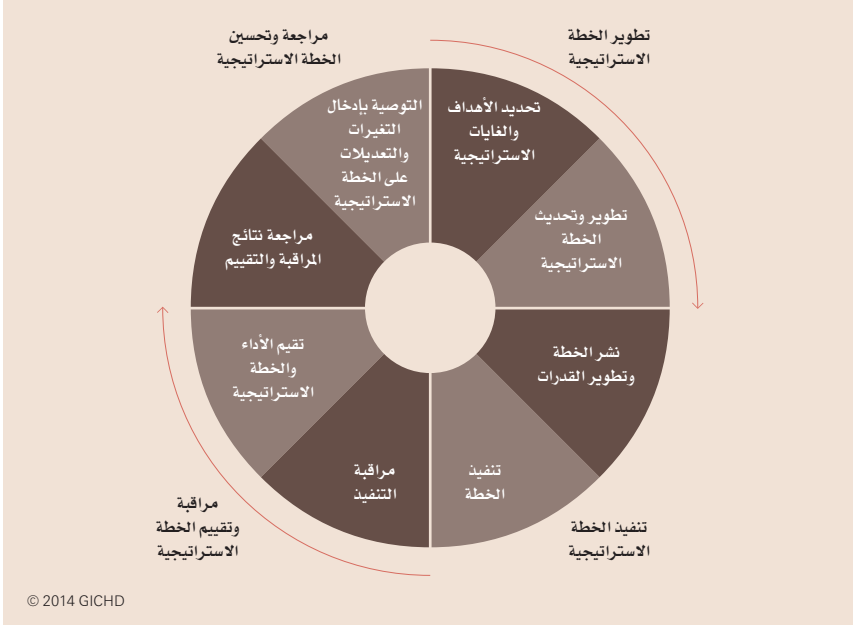 تطوير الخطة
الاستراتيجية
تحديد الأهداف
والغايات
الاستراتيجية
تطوير وتحديث
الخطة
الاستراتيجية
نشر الخطة
وتطوير القدرات
تنفيذ
الخطة
تنفيذ الخطة
الاستراتيجية
مراقبة
التنفيذ
تقيم الأداء
والخطة
الاستراتيجية
مراقبة
وتقييم الخطة
الاستراتيجية
مراجعة نتائج
المراقبة والتقييم
التوصية بإدخال
التغيرات
والتعديلات
على الخطة
الاستراتيجية
مراجعة وتحسين
الخطة الاستراتيجية
© 2014 GICHD